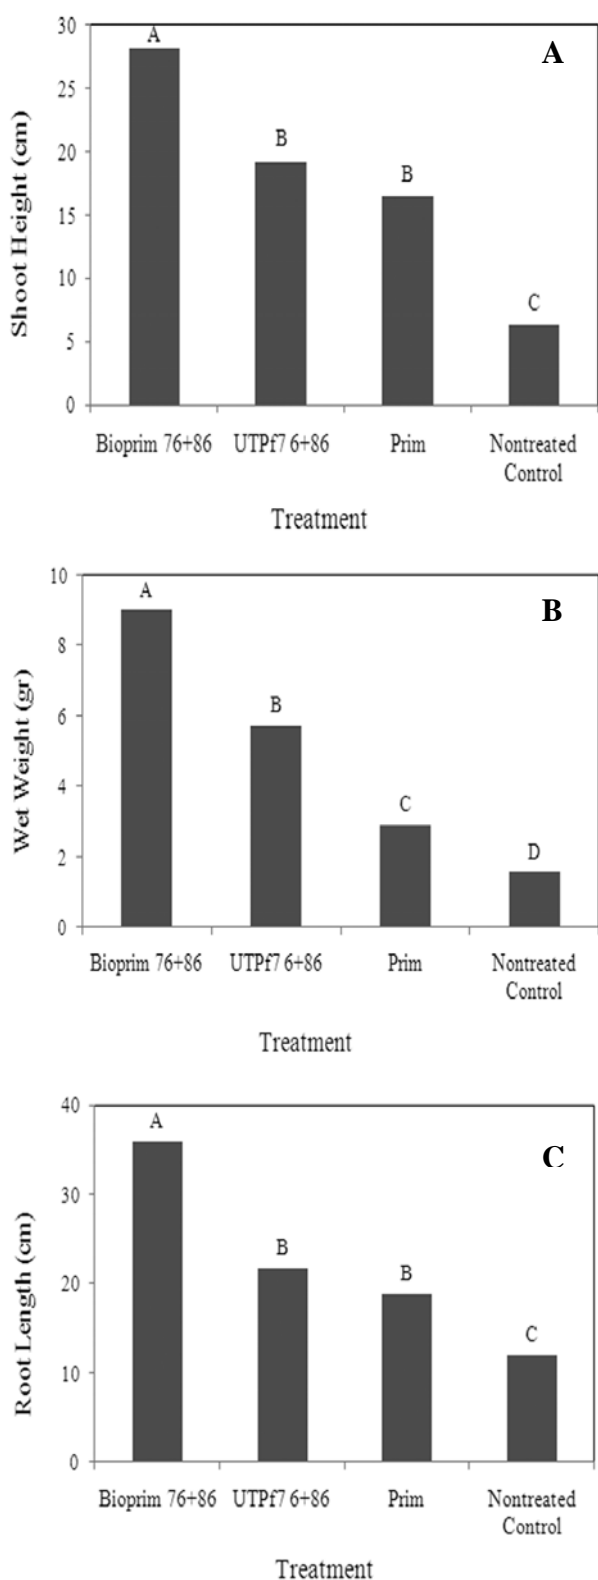 30
A
A
25
20
B
B
15
10
C
5
0
Shoot Height (cm)
Bioprim 76+86 UTPf7 6+86 Prim Nontreated
Control
Treatment
10
A
B
8
B
6
4
C
2
D
0
Wet Weight (gr)
Bioprim 76+86 UTPf7 6+86 Prim Nontreated
Control
Treatment
40
A
C
30
B
B
20
C
10
0
Root Length (cm)
Bioprim 76+86 UTPf7 6+86 Prim Nontreated
Control
Treatment